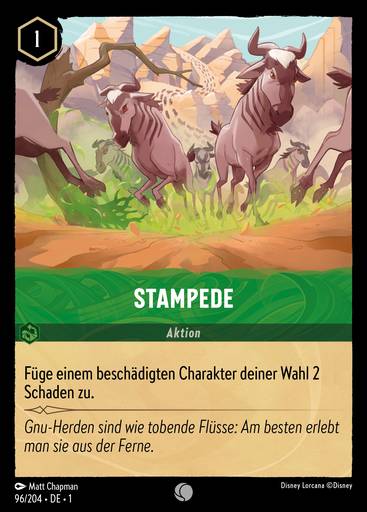 1
STAMPEDE
Aktion
Füge einem beschädigten Charakter deiner Wahl 2
Schaden zu.
Gnu-Herden sind wie tobende Flüsse: Am besten erlebt
man sie aus der Ferne.
Matt Chapman
Disney Lorcana ©Disney
96/204 • DE • 1